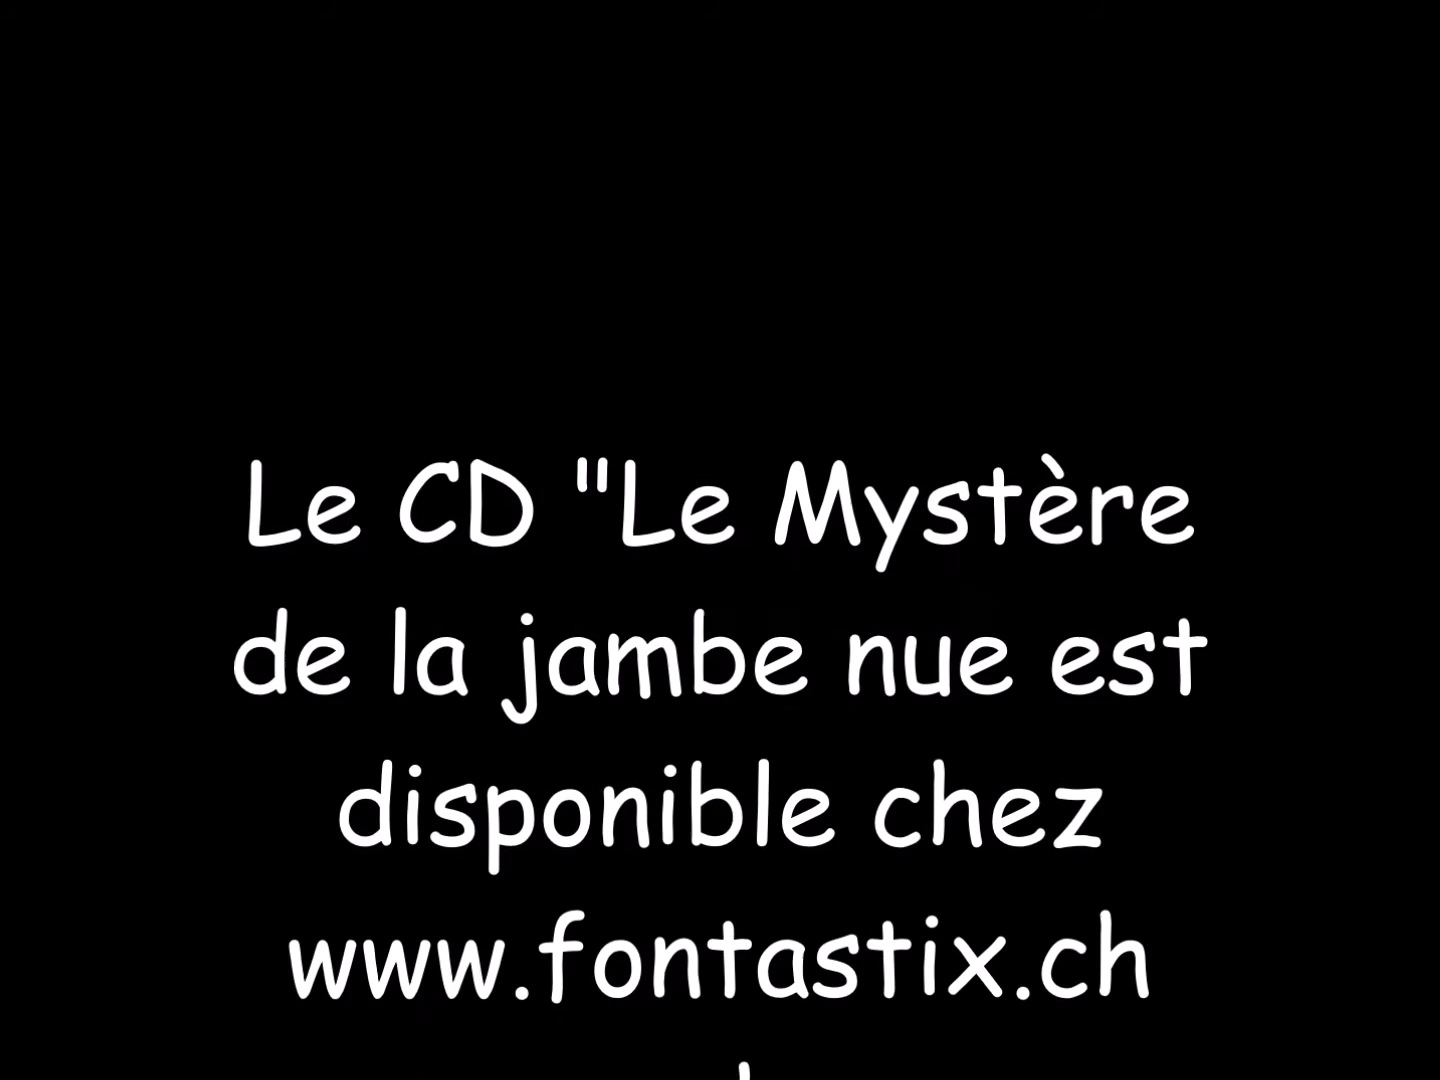 Le CD "Le Mystère
de la jambe nue est
disponible chez
www.fontastix.ch